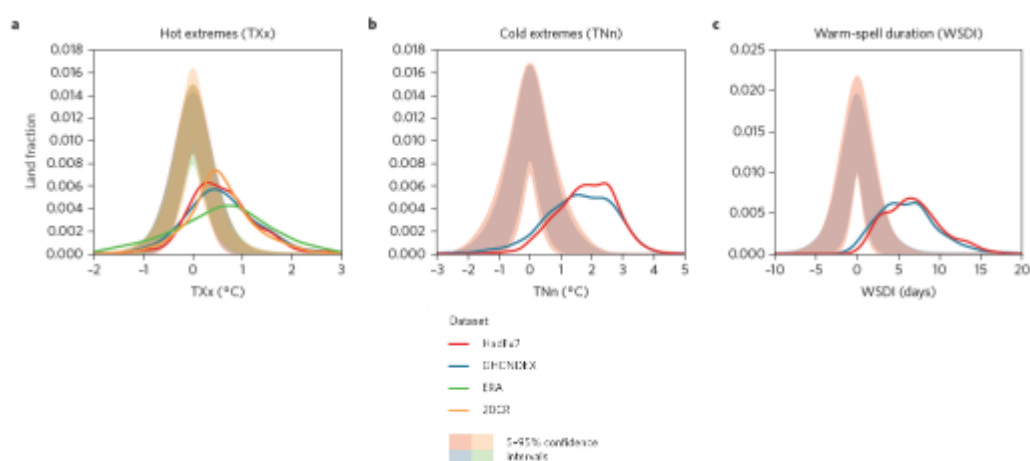 a
Hot extremes (TXx)
0.018
0.016
0.014
0.012
0.010
0.008
0.006
0.004
0.002
0.000
Land fraction
-2 -1 0 1 2 3
TXx (°C)
b
Cold extremes (TNn)
0.018
0.016
0.014
0.012
0.010
0.008
0.006
0.004
0.002
0.000
-3 -2 -1 0 1 2 3 4 5
TNn (°C)
c
Warm-spell duration (WSDI)
0.025
0.020
0.015
0.010
0.005
0.000
-10 -5 0 5 10 15 20
WSDI (days)
Dataset
HadEx2
GHCNDEX
ERA
20CR
5–95% confidence
intervals